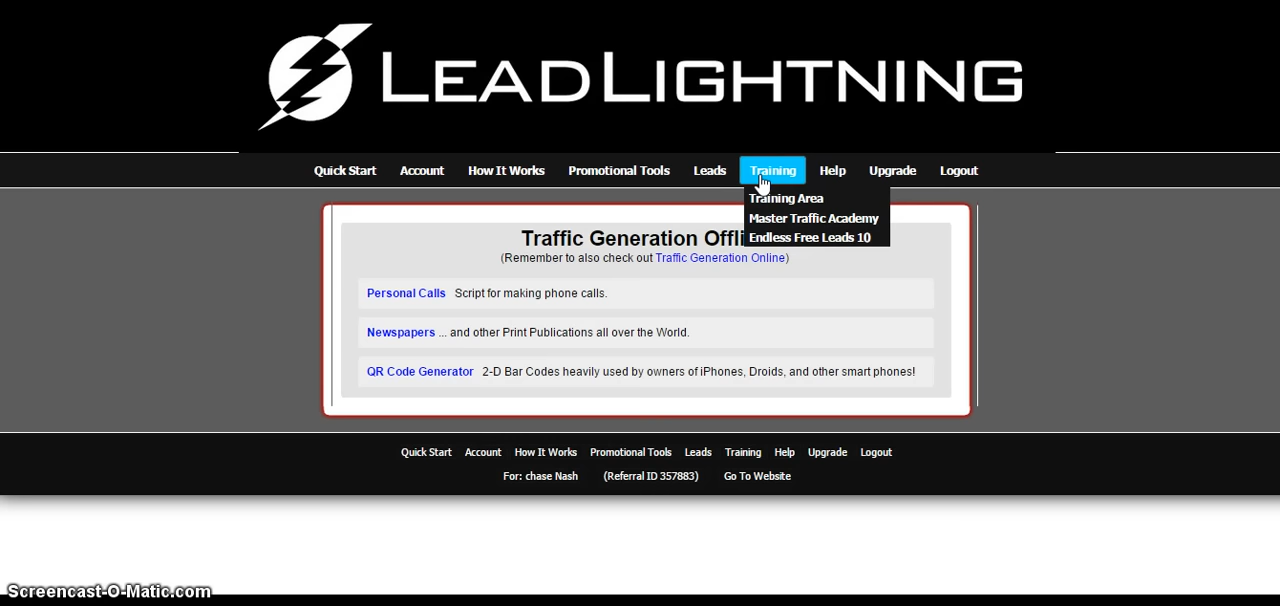 LEADLIGHTNING
Quick Start Account How It Works Promotional Tools Leads Training Help Upgrade Logout
Training Area
Master Traffic Academy
Endless Free Leads 10
Traffic Generation Offli
(Remember to also check out Traffic Generation Online)
Personal Calls Script for making phone calls.
Newspapers ... and other Print Publications all over the World.
QR Code Generator 2-D Bar Codes heavily used by owners of iPhones, Droids, and other smart phones!
Quick Start Account How It Works Promotional Tools Leads Training Help Upgrade Logout
For: chase Nash (Referral ID 357883) Go To Website
Screencast-O-Matic.com